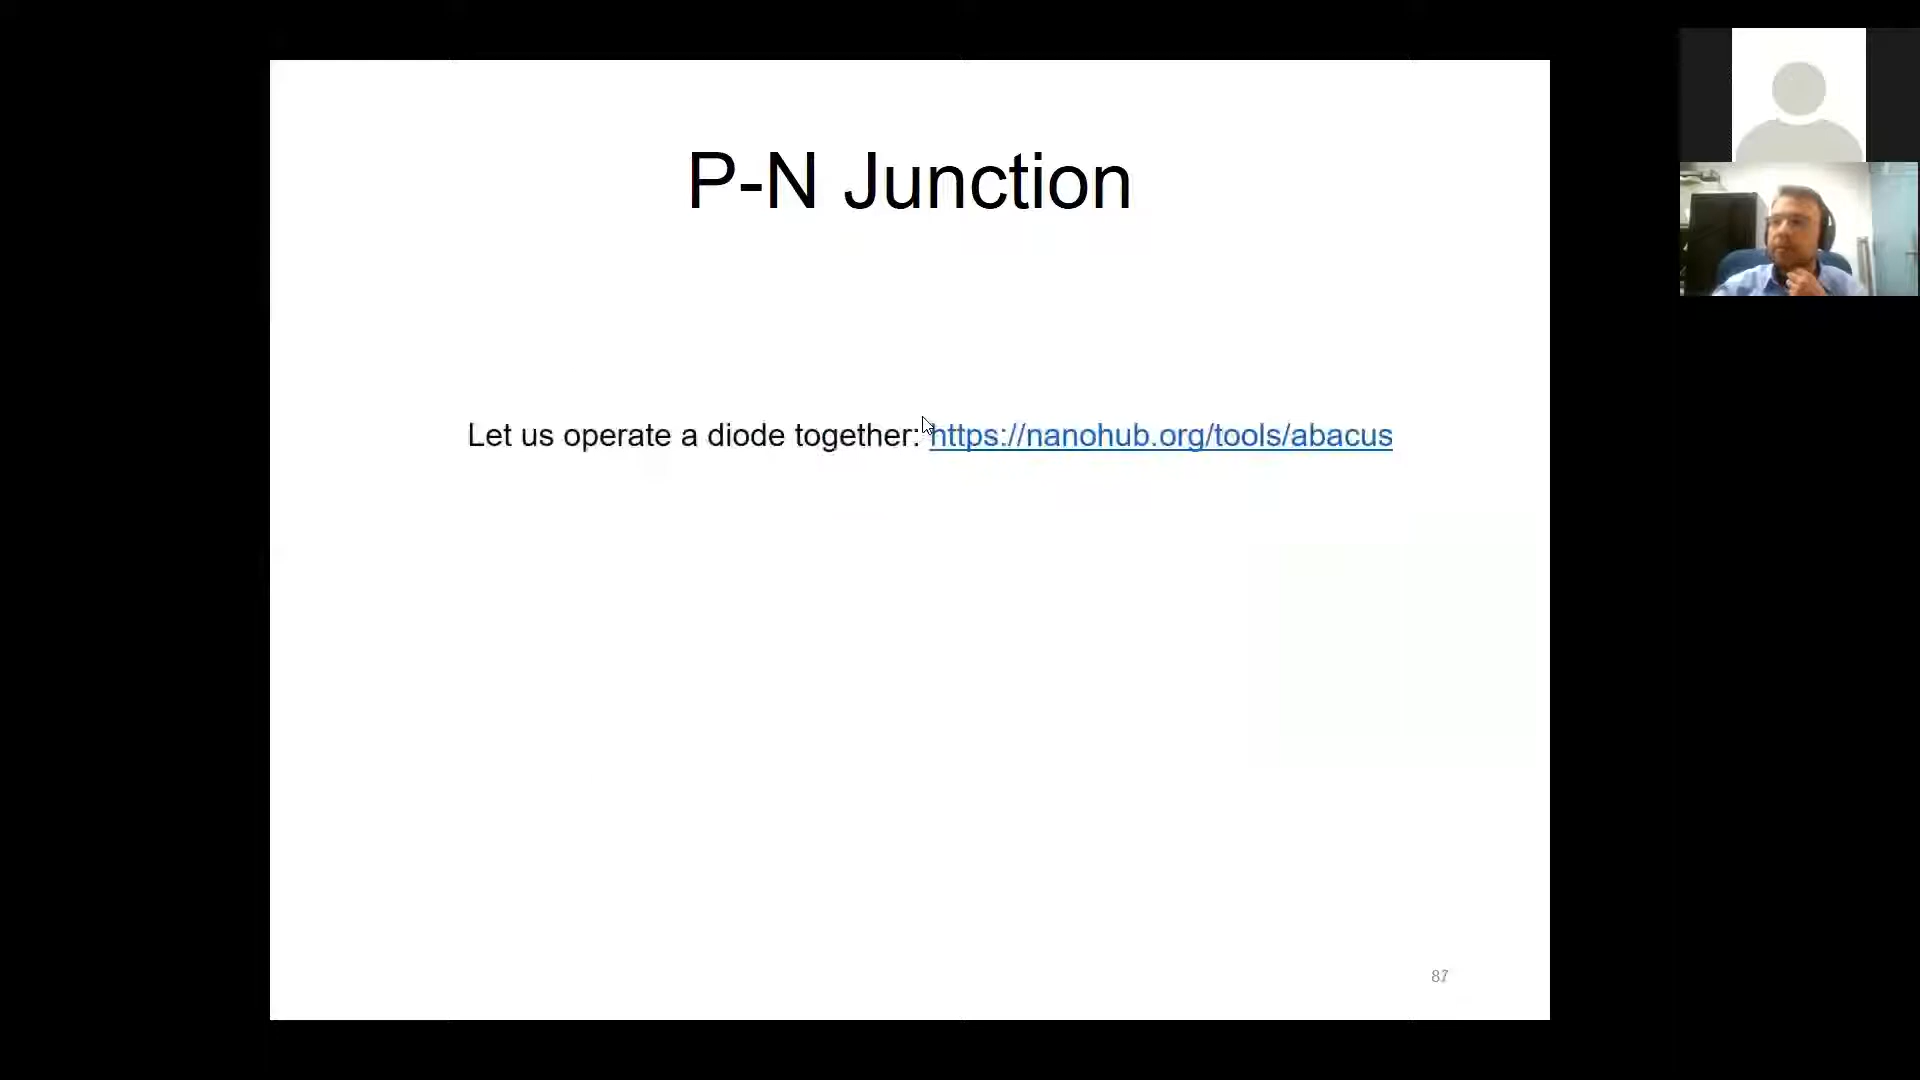 P-N Junction
Let us operate a diode together: https://nanohub.org/tools/abacus
87